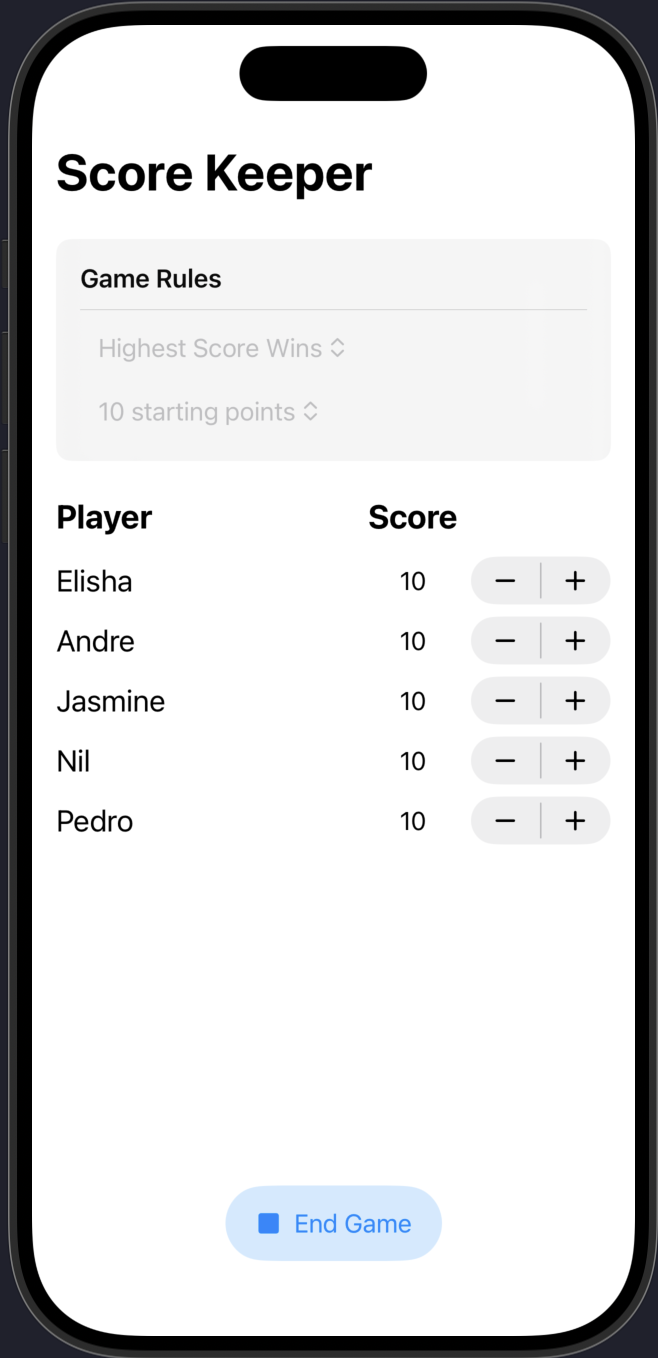 Score Keeper
Game Rules
Highest Score Wins
10 starting points
Player Score
Elisha 10 − +
Andre 10 − +
Jasmine 10 − +
Nil 10 − +
Pedro 10 − +
End Game